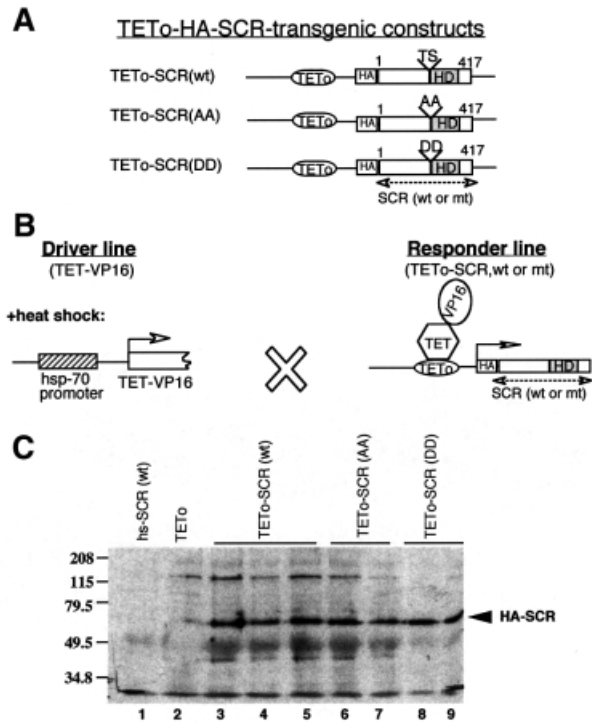 A
TETo-HA-SCR-transgenic constructs
TETo-SCR(wt)
TETo
HA
1
TS
417
HD
TETo-SCR(AA)
TETo
HA
1
AA
417
HD
TETo-SCR(DD)
TETo
HA
1
DD
417
HD
SCR (wt or mt)
B
Driver line
(TET-VP16)
+heat shock:
hsp-70
promoter
TET-VP16
Responder line
(TETo-SCR,wt or mt)
VP16
TET
TETo
HA
HD
SCR (wt or mt)
C
hs-SCR (wt)
TETo
TETo-SCR (wt)
TETo-SCR (AA)
TETo-SCR (DD)
208
115
79.5
49.5
34.8
HA-SCR
1 2 3 4 5 6 7 8 9